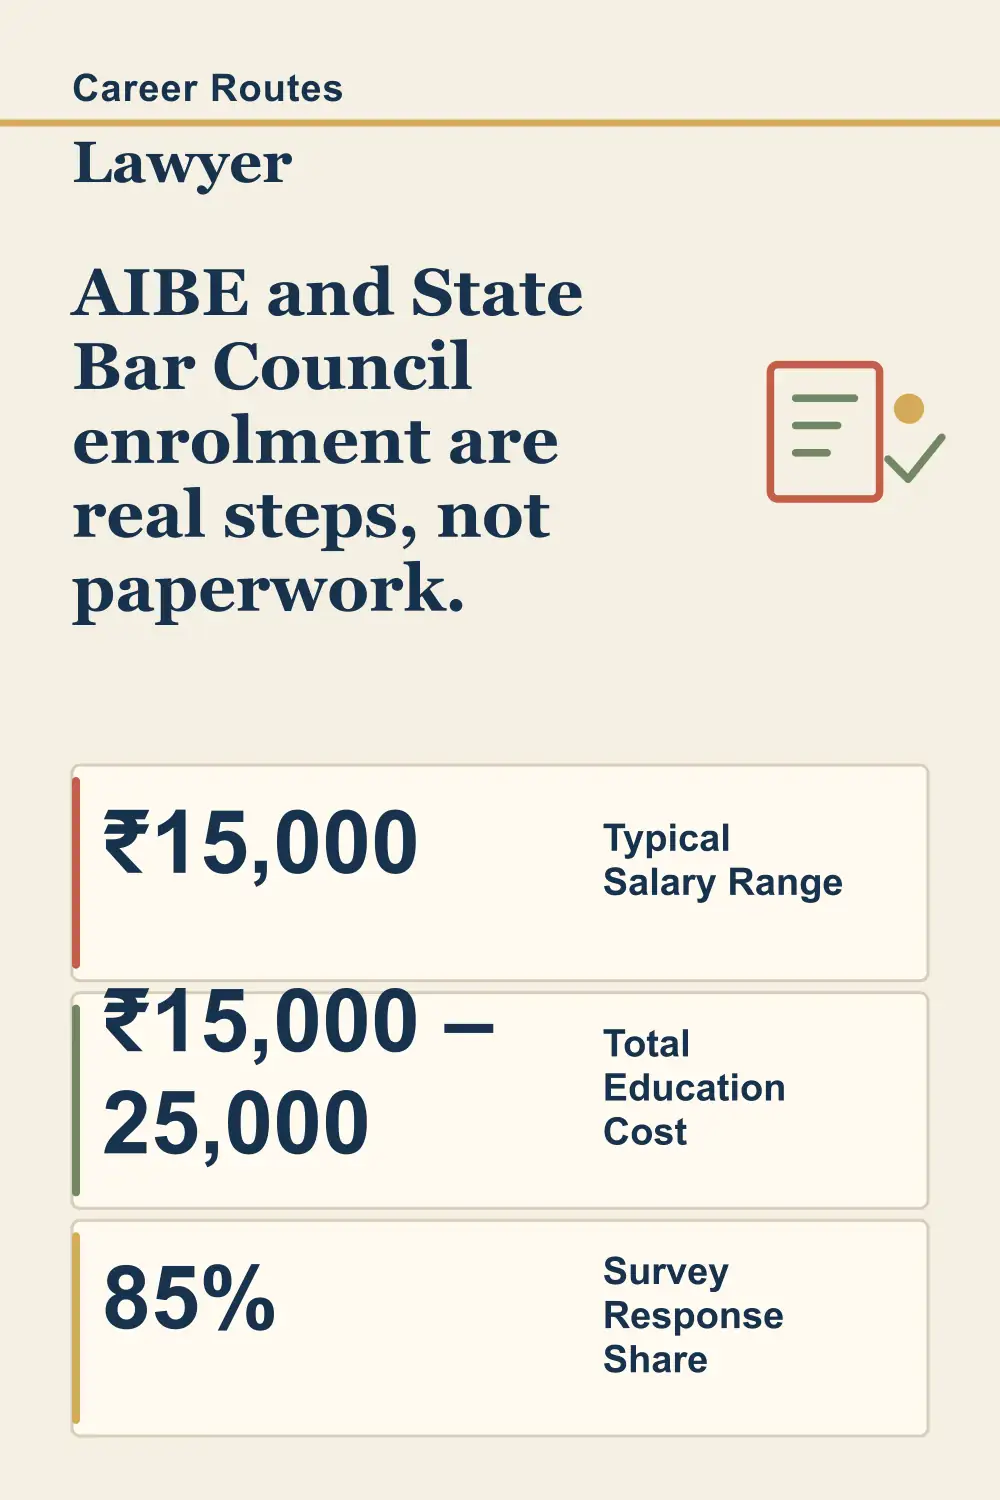 Career Routes
Lawyer
AIBE and State
Bar Council
enrolment are
real steps, not
paperwork.
₹15,000
Typical
Salary Range
₹15,000 –
25,000
Total
Education
Cost
85%
Survey
Response
Share